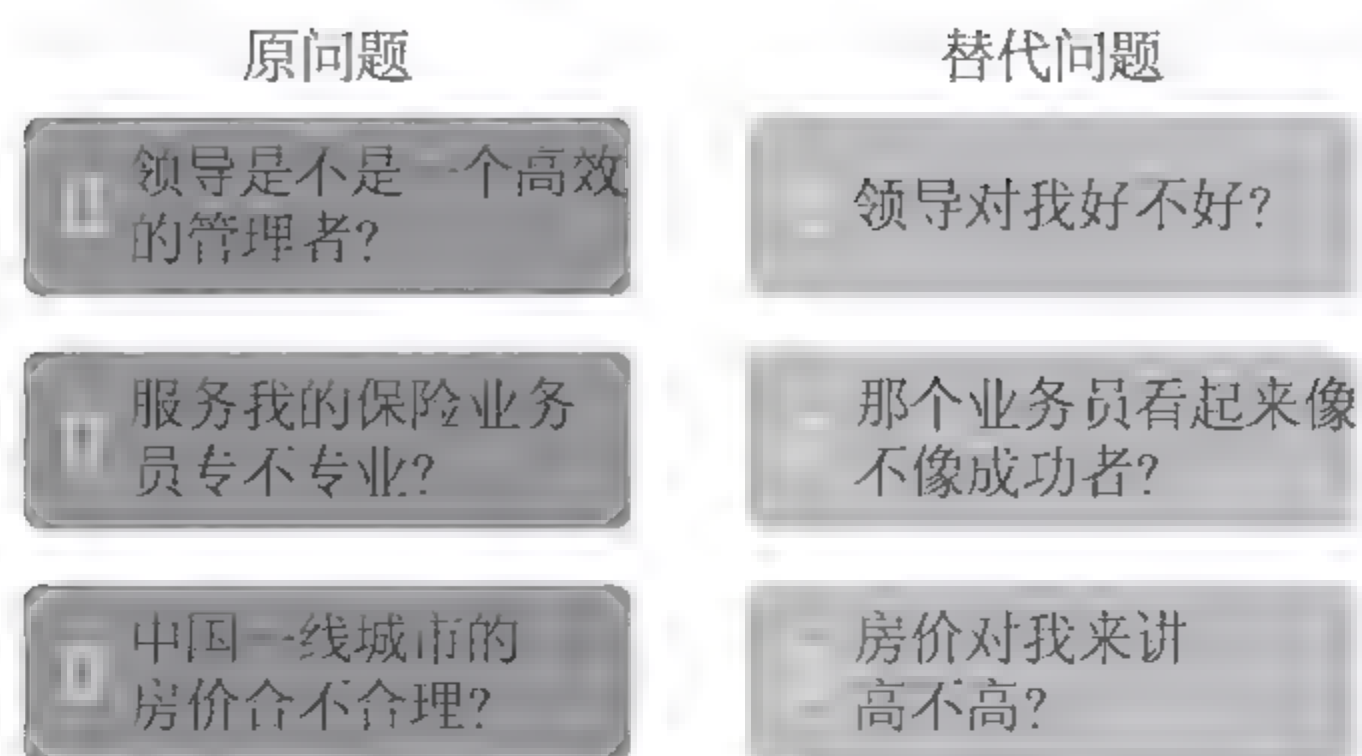 原问题
替代问题
领导是不是一个高效
的管理者?
领导对我好不好?
服务我的保险业务
员专不专业?
那个业务员看起来像
不像成功者?
中国一线城市的
房价合不合理?
房价对我来讲
高不高?